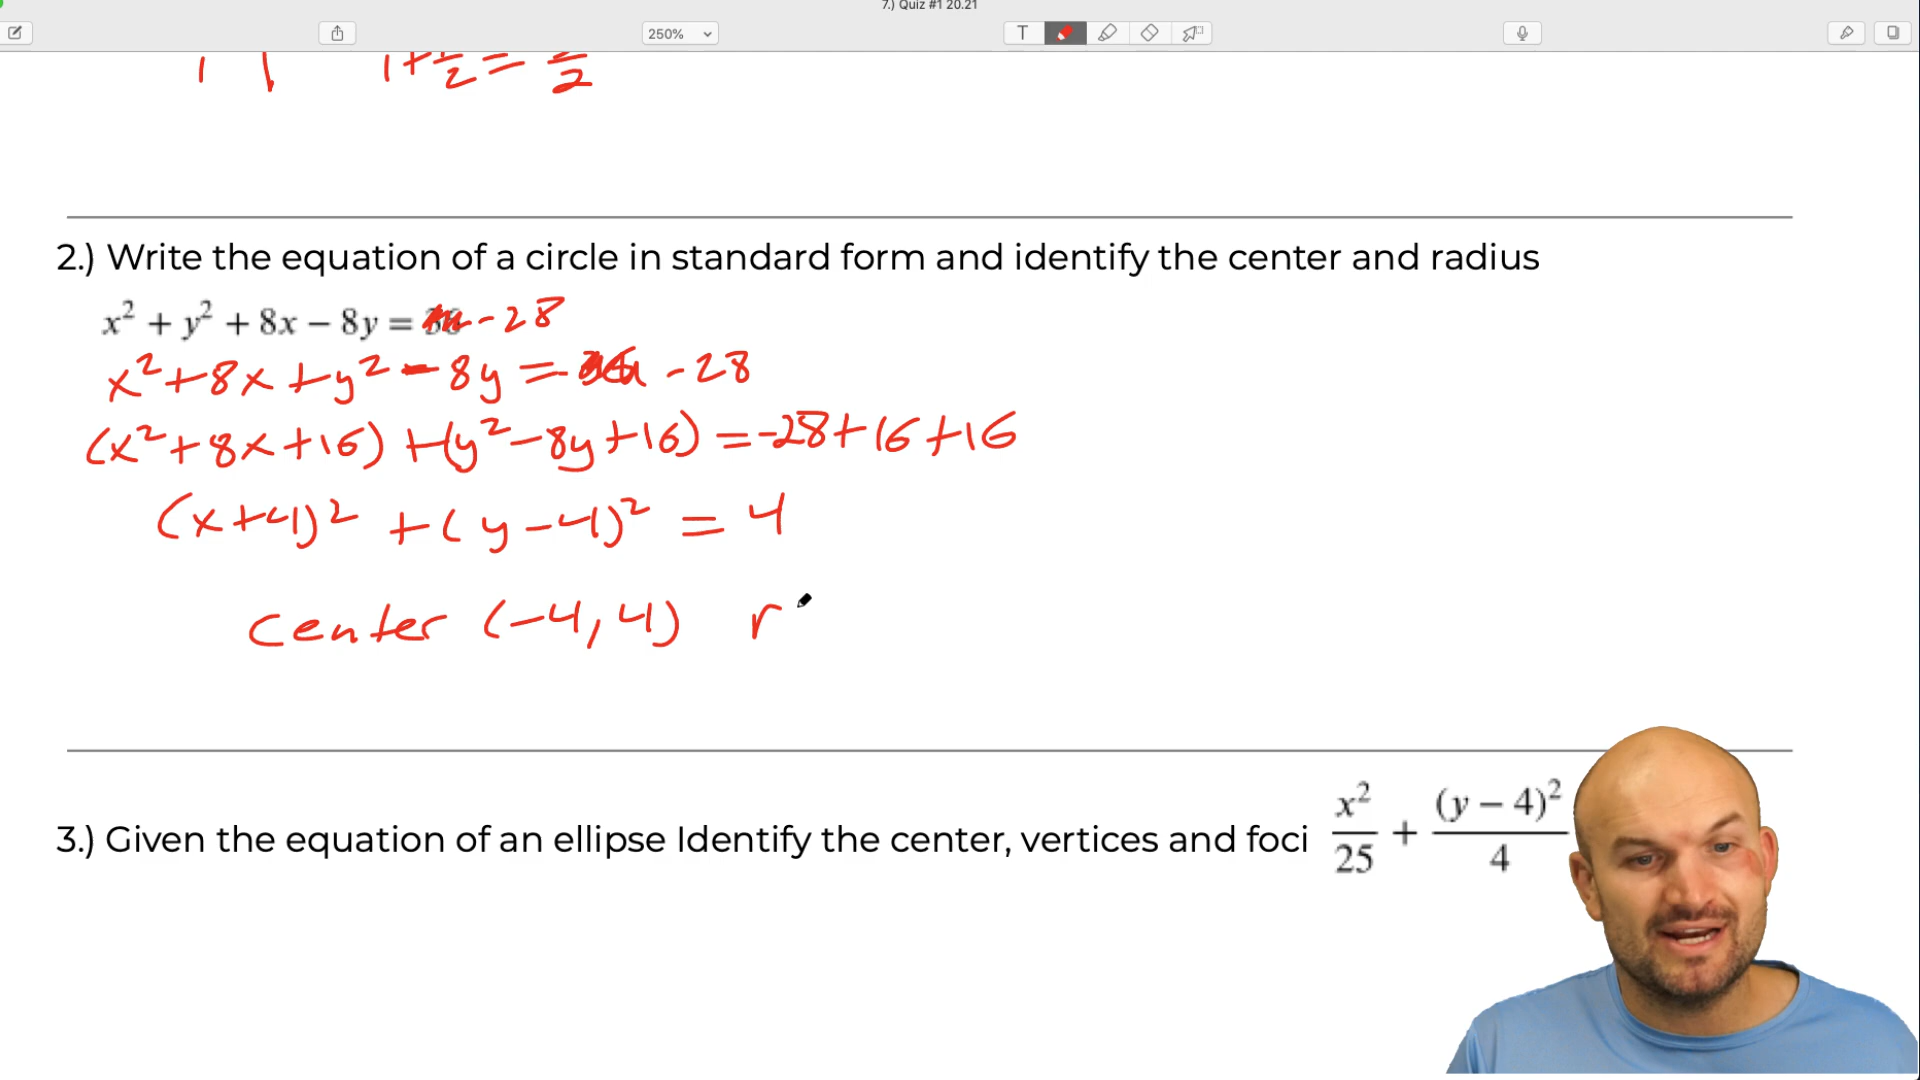 7.) Quiz #1 20.21
250%
T
1 + 1/2 =
2.) Write the equation of a circle in standard form and identify the center and radius
x² + y² + 8x − 8y = -28
x² + 8x + y² - 8y = -28
(x² + 8x + 16) + (y² - 8y + 16) = -28 + 16 + 16
(x + 4)² + (y - 4)² = 4
center (-4, 4) r
3.) Given the equation of an ellipse Identify the center, vertices and foci x²/25 + (y − 4)²/4